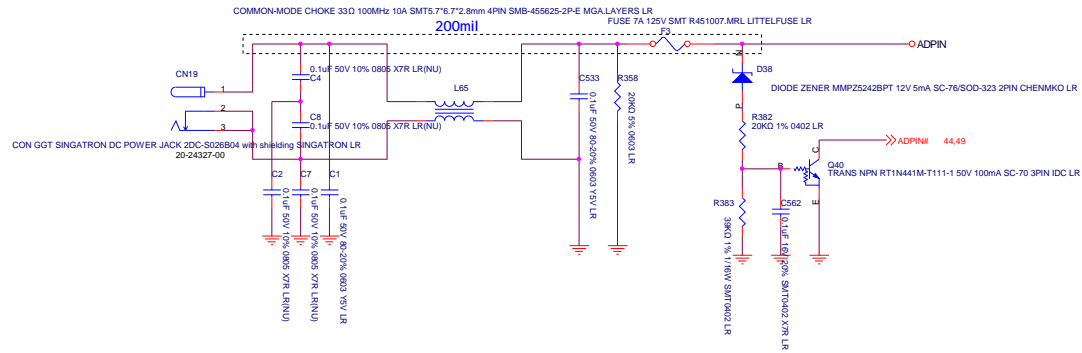 COMMON-MODE CHOKE 33Ω 100MHz 10A SMT5.7*6.7*2.8mm 4PIN SMB-455625-2P-E MGA.LAYERS LR
200mil
FUSE 7A 125V SMT R451007.MRL LITTELFUSE LR
F3
ADPIN
CN19
1
2
3
CON GGT SINGATRON DC POWER JACK 2DC-S026B04 with shielding SINGATRON LR
20-24327-00
0.1uF 50V 10% 0805 X7R LR(NU)
C4
C8
0.1uF 50V 10% 0805 X7R LR(NU)
C2
0.1uF 50V 10% 0805 X7R LR(NU)
C7
0.1uF 50V 10% 0805 X7R LR(NU)
C1
0.1uF 50V 80-20% 0603 Y5V LR
L65
C533
0.1uF 50V 80-20% 0603 Y5V LR
R358
20KΩ 5% 0603 LR
N
D38
P
DIODE ZENER MMPZ5242BPT 12V 5mA SC-76/SOD-323 2PIN CHENMKO LR
R382
20KΩ 1% 0402 LR
R383
39KΩ 1% 1/16W SMT0402 LR
C562
0.1uF 16V 20% SMT0402 X7R LR
B
C
E
Q40
TRANS NPN RT1N441M-T111-1 50V 100mA SC-70 3PIN IDC LR
ADPIN# 44,49